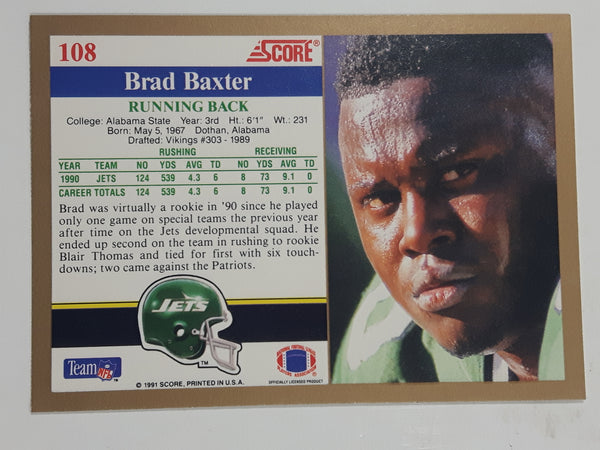 108
SCORE®
Brad Baxter
RUNNING BACK
College: Alabama State Year: 3rd Ht.: 6'1" Wt.: 231
Born: May 5, 1967 Dothan, Alabama
Drafted: Vikings #303 - 1989
RUSHING RECEIVING
YEAR TEAM NO YDS AVG TD NO YDS AVG TD
1990 JETS 124 539 4.3 6 8 73 9.1 0
CAREER TOTALS 124 539 4.3 6 8 73 9.1 0
Brad was virtually a rookie in '90 since he played
only one game on special teams the previous year
after time on the Jets developmental squad. He
ended up second on the team in rushing to rookie
Blair Thomas and tied for first with six touch-
downs; two came against the Patriots.
JETS
TM
Team NFL TM
© 1991 SCORE, PRINTED IN U.S.A.
OFFICIALLY LICENSED PRODUCT